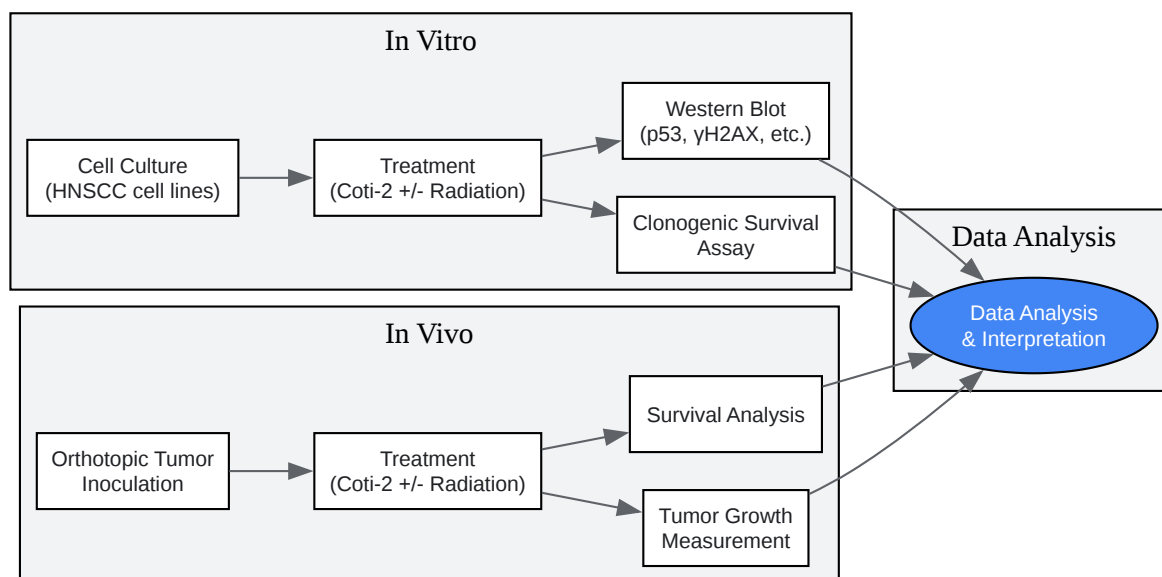 In Vitro
Cell Culture
(HNSCC cell lines)
Treatment
(Coti-2 +/- Radiation)
Western Blot
(p53, γH2AX, etc.)
Clonogenic Survival
Assay
In Vivo
Orthotopic Tumor
Inoculation
Treatment
(Coti-2 +/- Radiation)
Survival Analysis
Tumor Growth
Measurement
Data Analysis
Data Analysis
& Interpretation